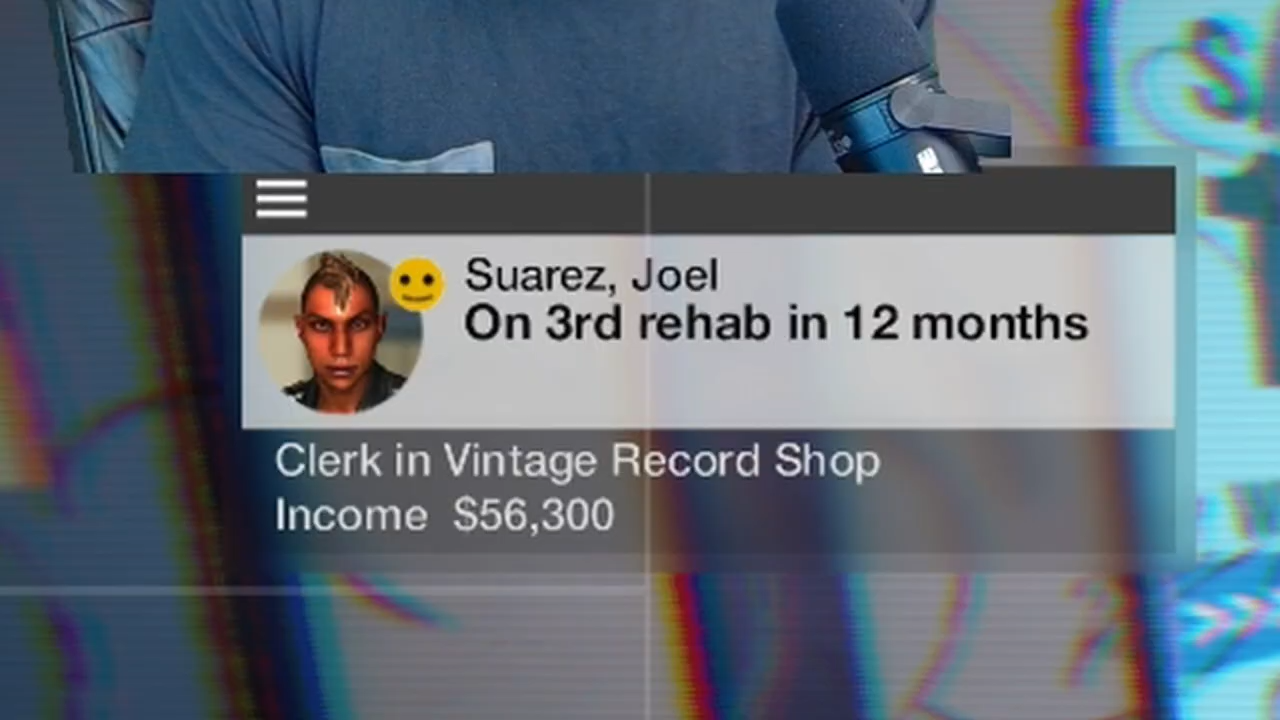 Suarez, Joel
On 3rd rehab in 12 months
Clerk in Vintage Record Shop
Income $56,300